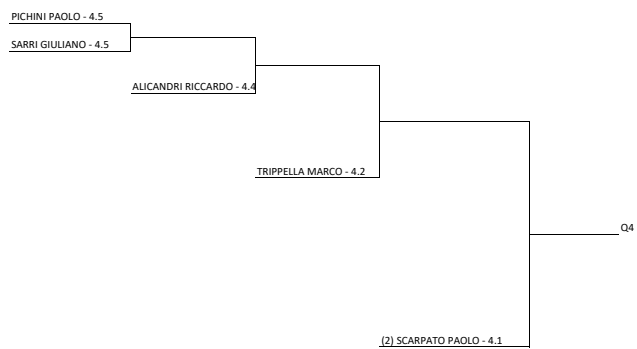 PICHINI PAOLO - 4.5
SARRI GIULIANO - 4.5
ALICANDRI RICCARDO - 4.4
TRIPPELLA MARCO - 4.2
Q4
(2) SCARPATO PAOLO - 4.1